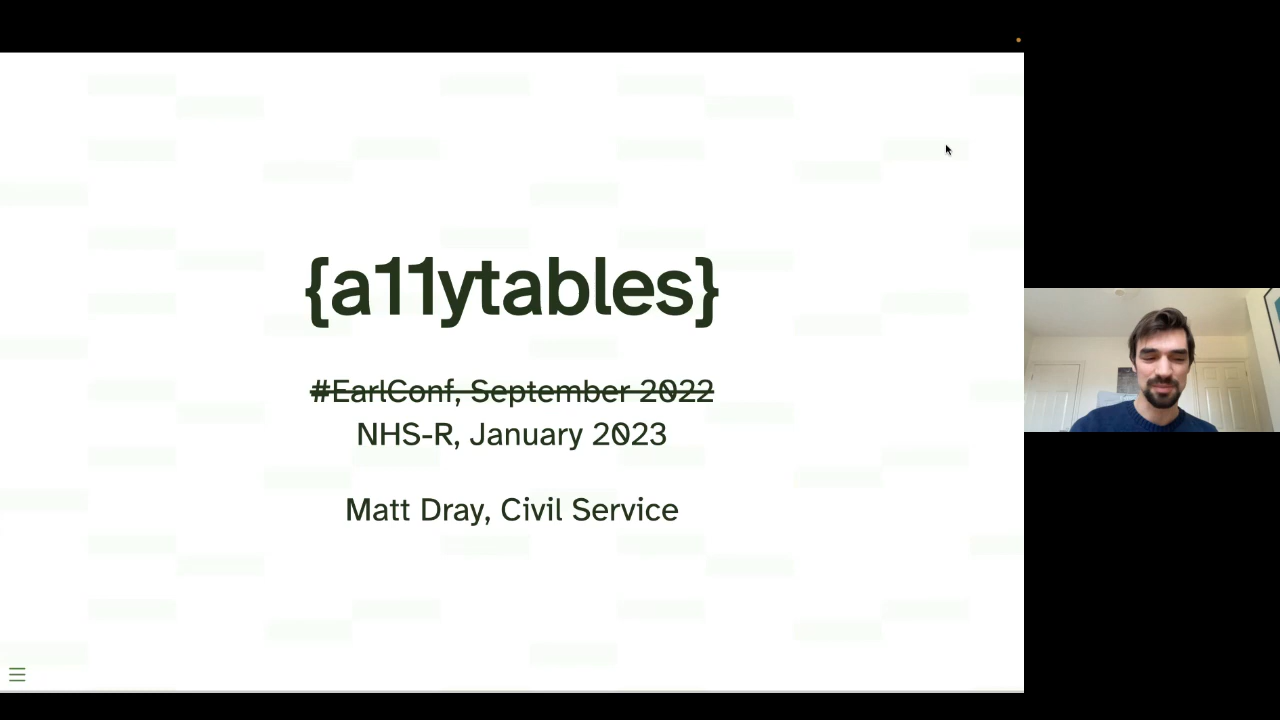 {a11ytables}
#EarlConf, September 2022
NHS-R, January 2023
Matt Dray, Civil Service